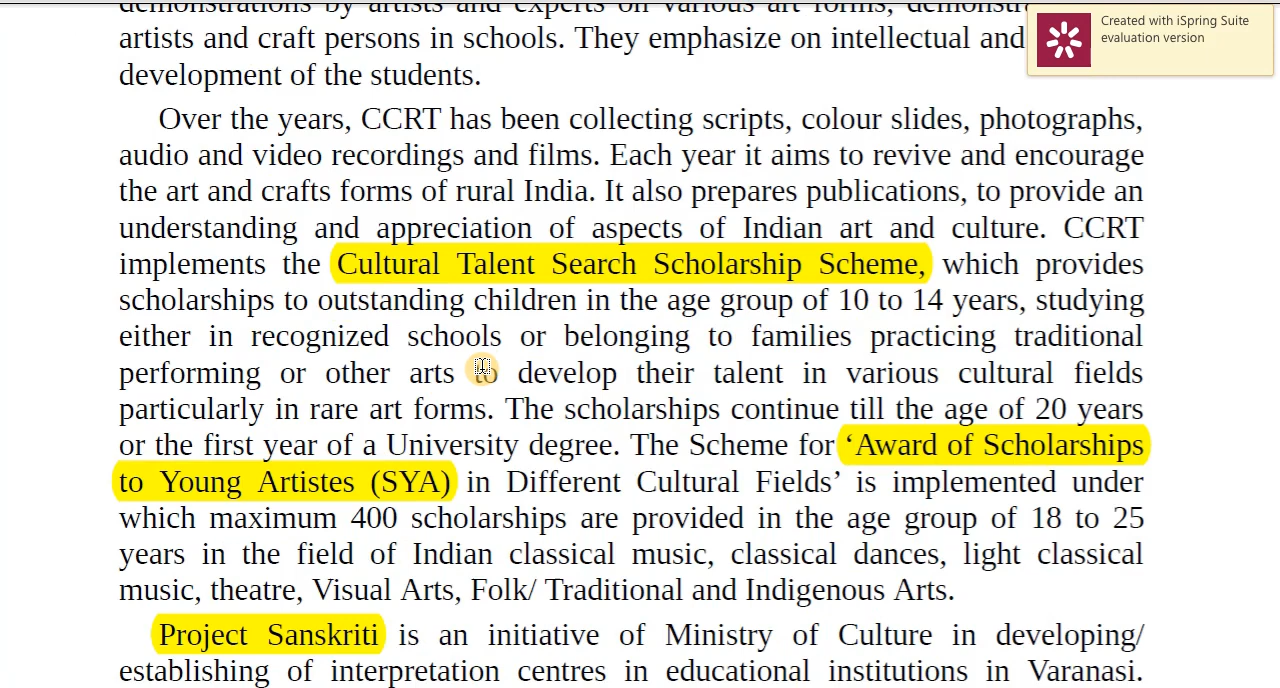 demonstrations by artists and experts on various art forms, 
artists and craft persons in schools. They emphasize on intellectual and
development of the students.
Over the years, CCRT has been collecting scripts, colour slides, photographs,
audio and video recordings and films. Each year it aims to revive and encourage
the art and crafts forms of rural India. It also prepares publications, to provide an
understanding and appreciation of aspects of Indian art and culture. CCRT
implements the Cultural Talent Search Scholarship Scheme, which provides
scholarships to outstanding children in the age group of 10 to 14 years, studying
either in recognized schools or belonging to families practicing traditional
performing or other arts to develop their talent in various cultural fields
particularly in rare art forms. The scholarships continue till the age of 20 years
or the first year of a University degree. The Scheme for ‘Award of Scholarships
to Young Artistes (SYA) in Different Cultural Fields’ is implemented under
which maximum 400 scholarships are provided in the age group of 18 to 25
years in the field of Indian classical music, classical dances, light classical
music, theatre, Visual Arts, Folk/ Traditional and Indigenous Arts.
Project Sanskriti is an initiative of Ministry of Culture in developing/
establishing of interpretation centres in educational institutions in Varanasi.
Created with iSpring Suite
evaluation version